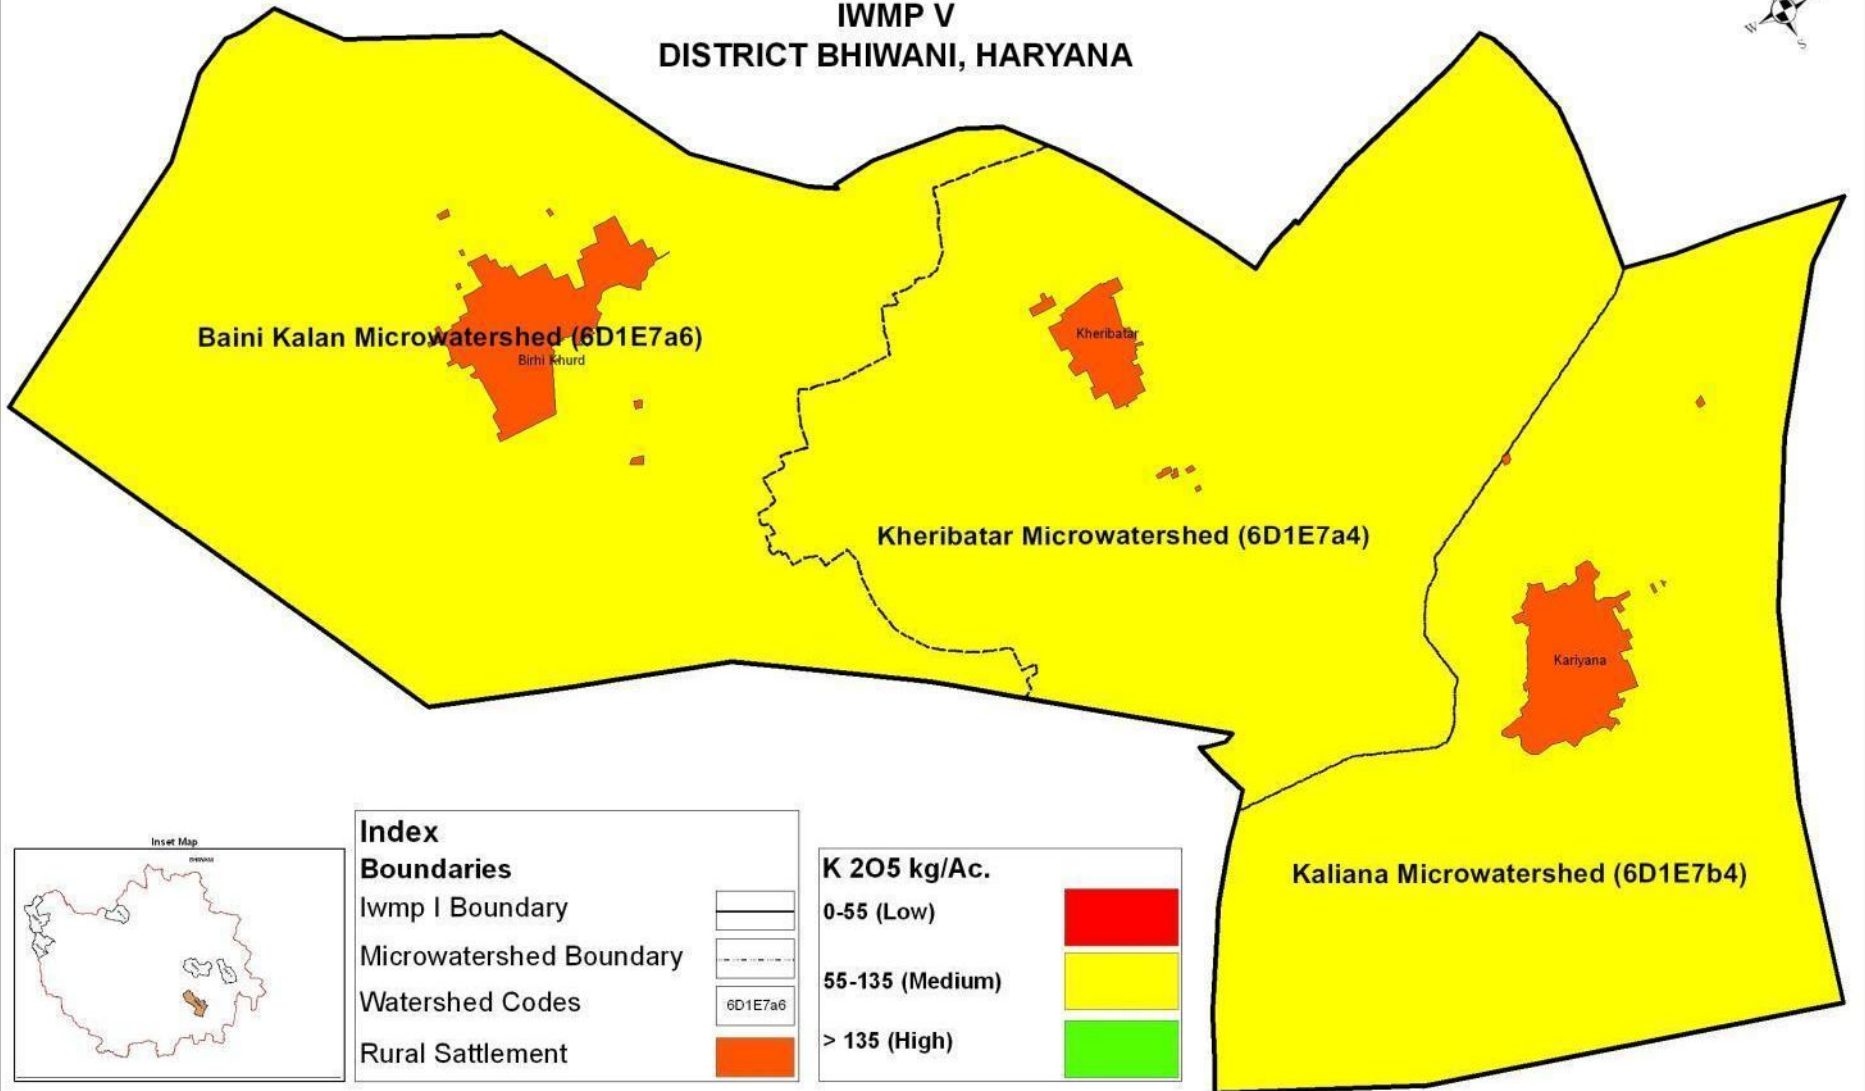 IWMP V
DISTRICT BHIWANI, HARYANA
W
S
Baini Kalan Microwatershed (6D1E7a6)
Birhi Khurd
Kheribatar
Kheribatar Microwatershed (6D1E7a4)
Kariyana
Kaliana Microwatershed (6D1E7b4)
Inset Map
BHIWANI
Index
Boundaries
Iwmp I Boundary
Microwatershed Boundary
Watershed Codes
6D1E7a6
Rural Sattlement
K 2O5 kg/Ac.
0-55 (Low)
55-135 (Medium)
> 135 (High)